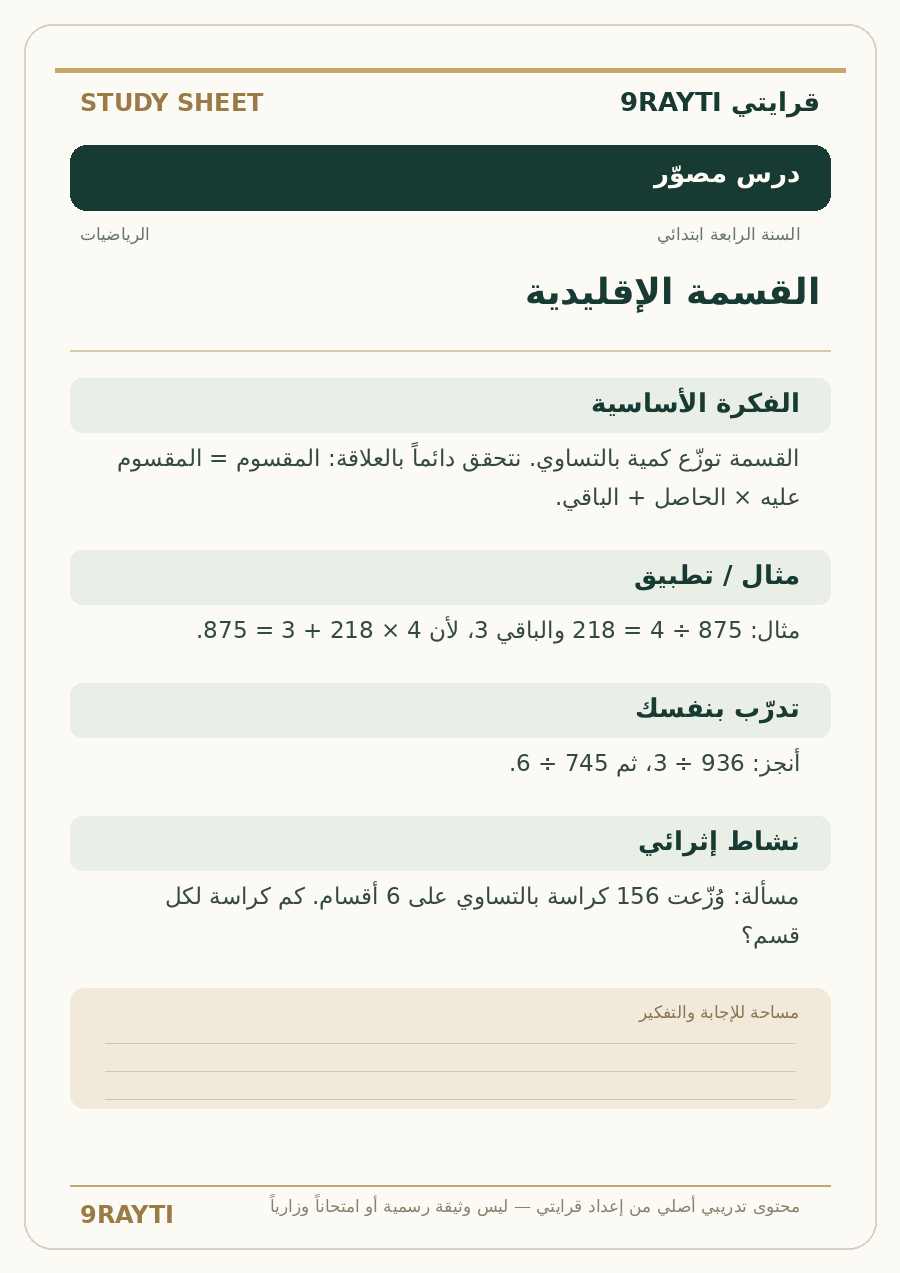 قرايتي 9RAYTI
STUDY SHEET
درس مصوّر
السنة الرابعة ابتدائي
الرياضيات
القسمة الإقليدية
الفكرة الأساسية
القسمة توزّع كمية بالتساوي. نتحقق دائماً بالعلاقة: المقسوم = المقسوم
عليه × الحاصل + الباقي.
مثال / تطبيق
مثال: 875 ÷ 4 = 218 والباقي 3، لأن 4 × 218 + 3 = 875.
تدرّب بنفسك
أنجز: 936 ÷ 3، ثم 745 ÷ 6.
نشاط إثرائي
مسألة: وُزّعت 156 كراسة بالتساوي على 6 أقسام. كم كراسة لكل
قسم؟
مساحة للإجابة والتفكير
محتوى تدريبي أصلي من إعداد قرايتي — ليس وثيقة رسمية أو امتحاناً وزارياً
9RAYTI